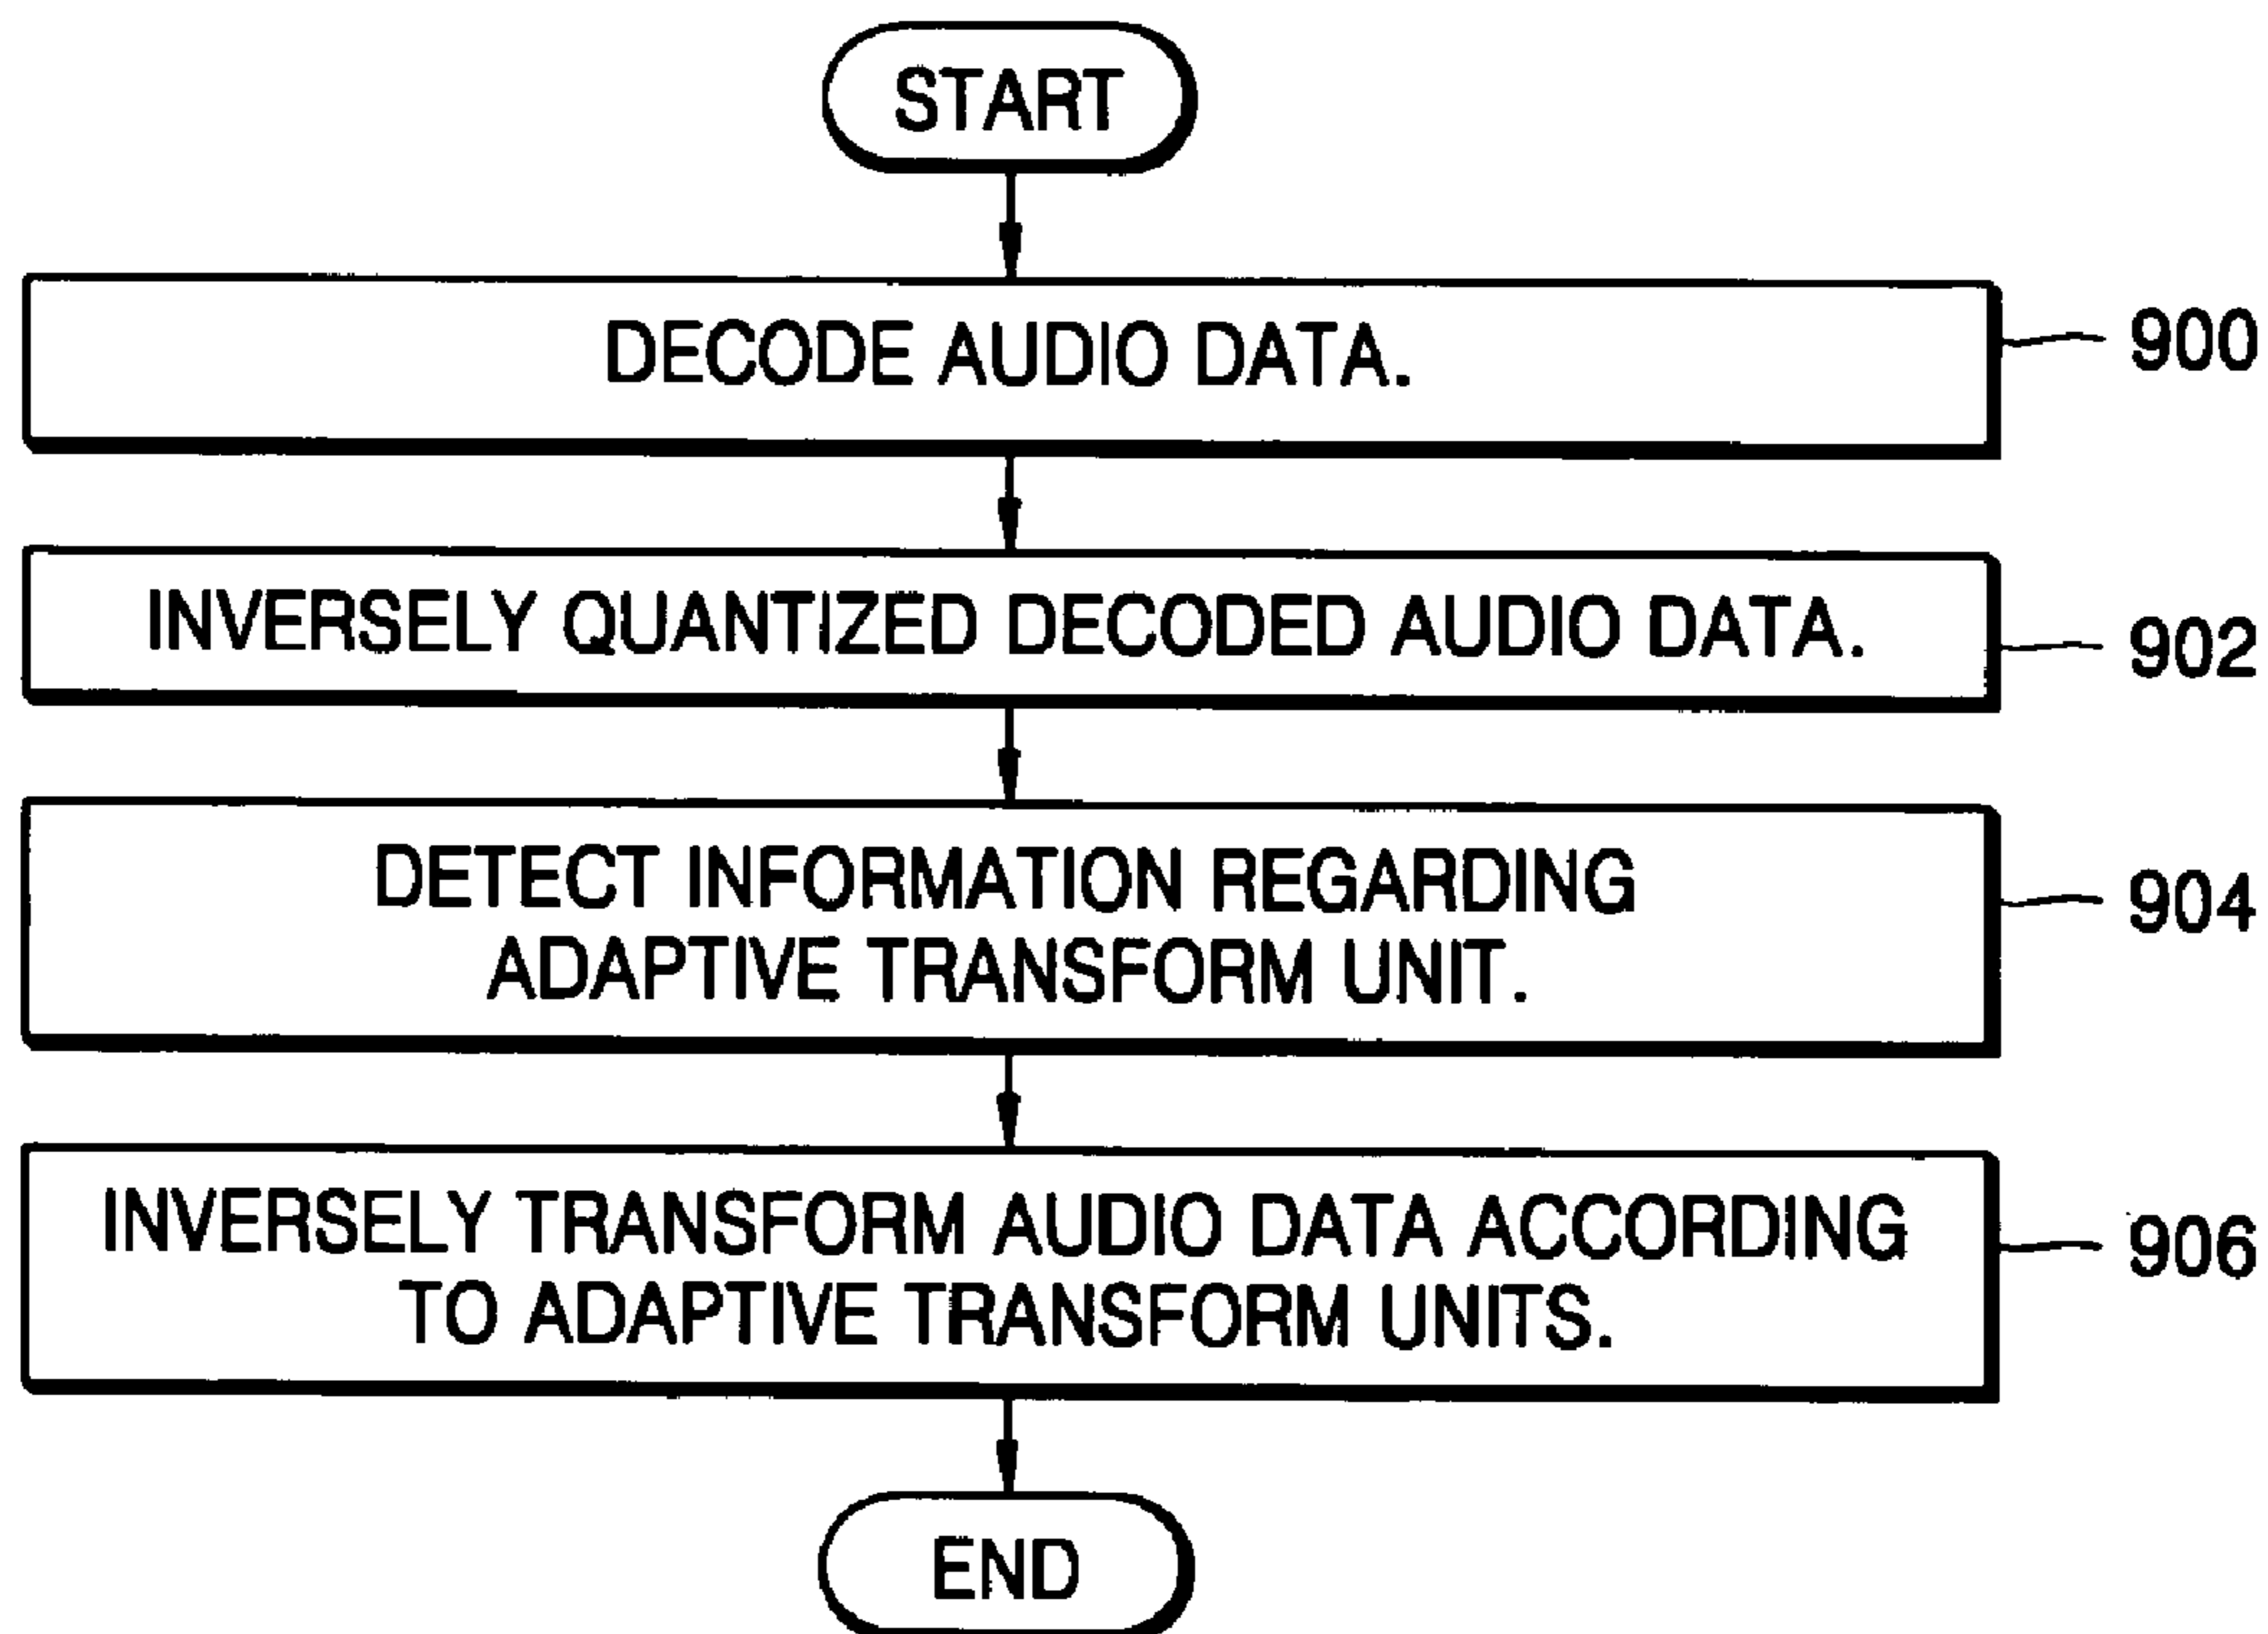 START
DECODE AUDIO DATA.
900
INVERSELY QUANTIZED DECODED AUDIO DATA.
902
DETECT INFORMATION REGARDING
ADAPTIVE TRANSFORM UNIT.
904
INVERSELY TRANSFORM AUDIO DATA ACCORDING
TO ADAPTIVE TRANSFORM UNITS.
906
END